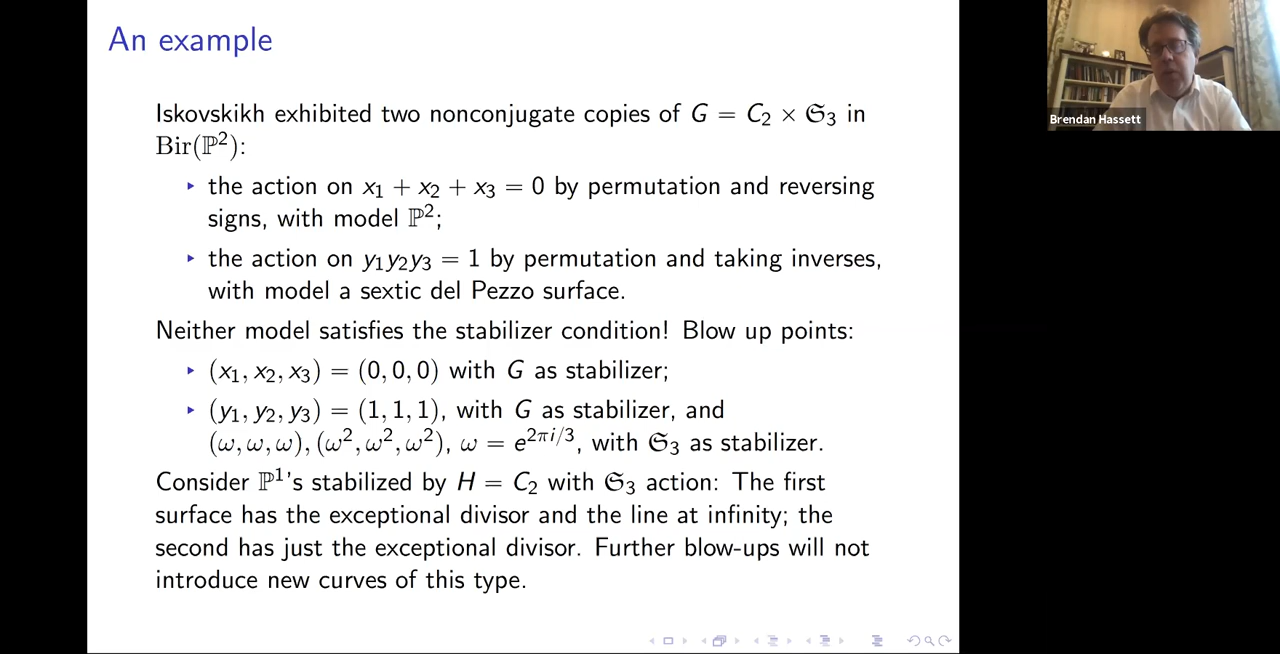 An example
Iskovskikh exhibited two nonconjugate copies of G = C₂ × 𝔖₃ in
Bir(ℙ²):
▸ the action on x₁ + x₂ + x₃ = 0 by permutation and reversing
signs, with model ℙ²;
▸ the action on y₁y₂y₃ = 1 by permutation and taking inverses,
with model a sextic del Pezzo surface.
Neither model satisfies the stabilizer condition! Blow up points:
▸ (x₁, x₂, x₃) = (0, 0, 0) with G as stabilizer;
▸ (y₁, y₂, y₃) = (1, 1, 1), with G as stabilizer, and
(ω, ω, ω), (ω², ω², ω²), ω = e^{2πi/3}, with 𝔖₃ as stabilizer.
Consider ℙ¹'s stabilized by H = C₂ with 𝔖₃ action: The first
surface has the exceptional divisor and the line at infinity; the
second has just the exceptional divisor. Further blow-ups will not
introduce new curves of this type.
Brendan Hassett